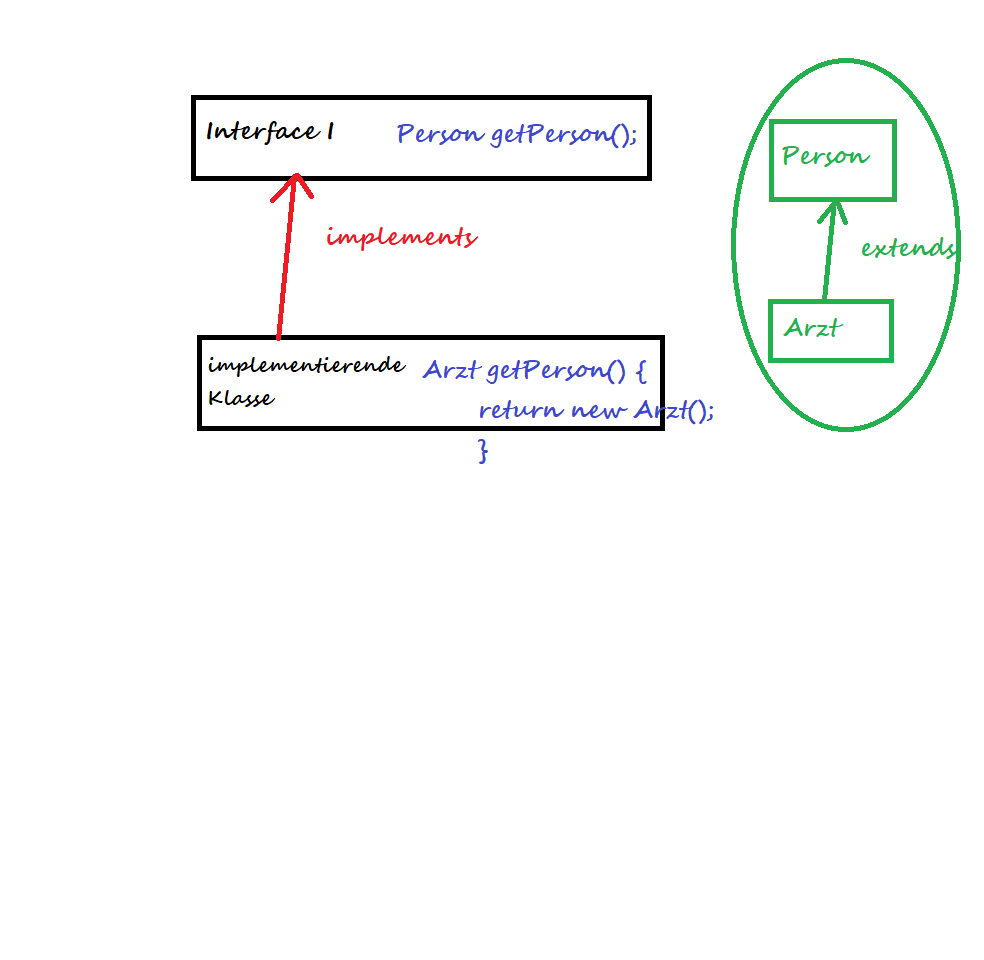 Interface I
Person getPerson();
implements
implementierende
Klasse
Arzt getPerson() {
return new Arzt();
}
Person
extends
Arzt